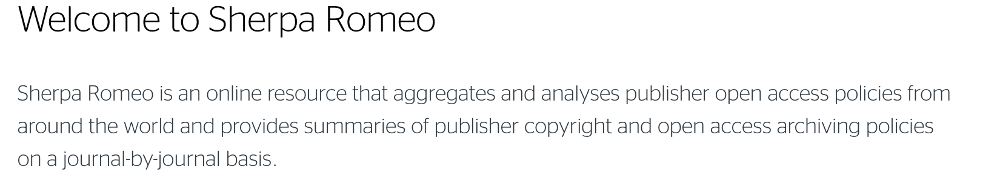 Welcome to Sherpa Romeo
Sherpa Romeo is an online resource that aggregates and analyses publisher open access policies from
around the world and provides summaries of publisher copyright and open access archiving policies
on a journal-by-journal basis.